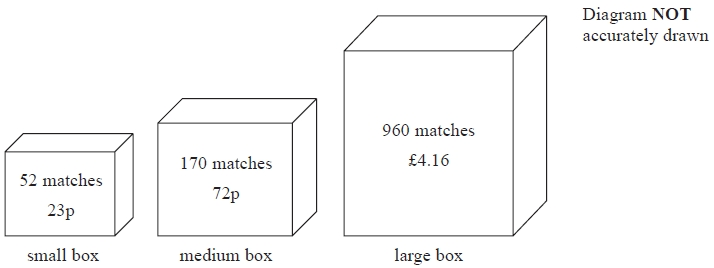 Diagram NOT
accurately drawn
960 matches
£4.16
170 matches
72p
52 matches
23p
small box
medium box
large box